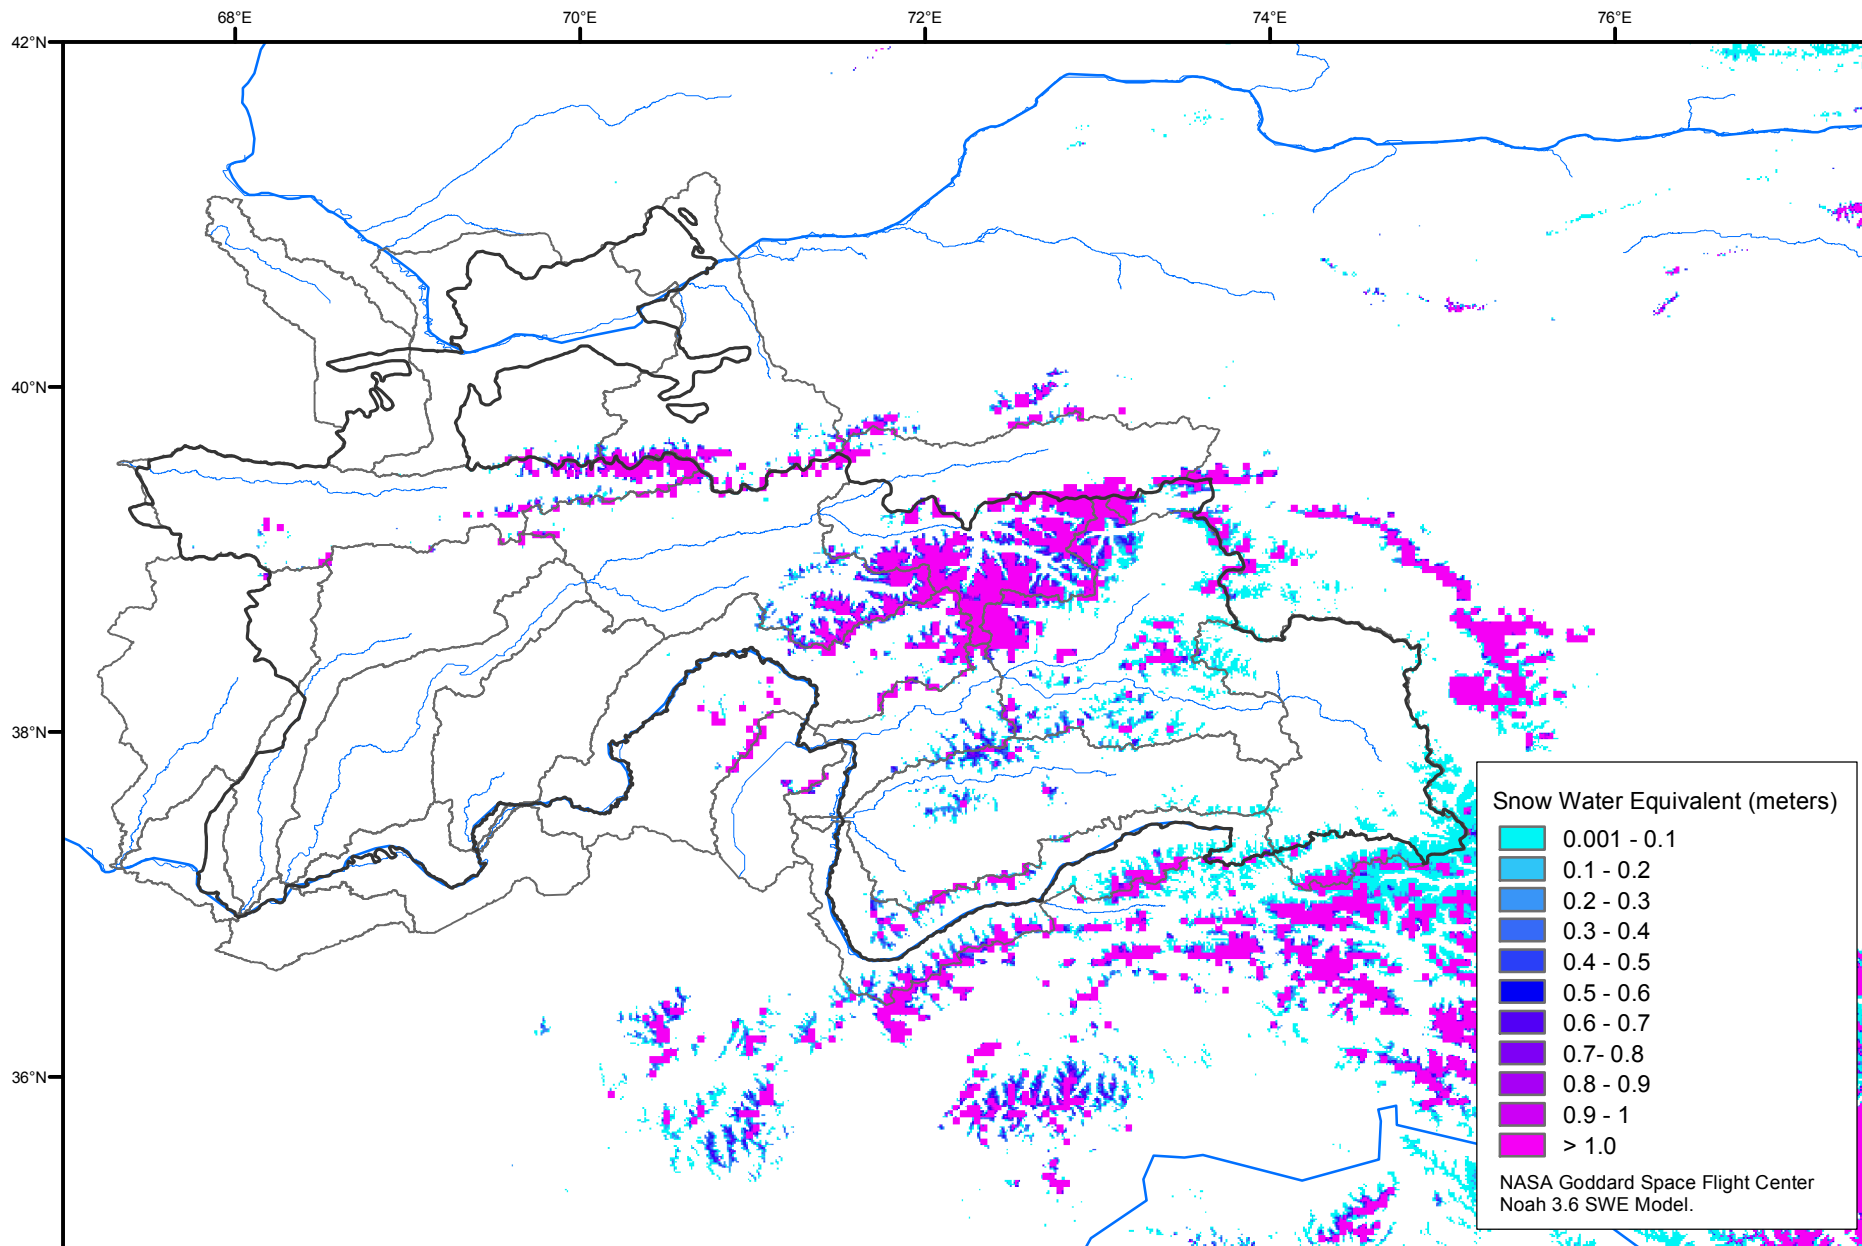 68°E 70°E 72°E 74°E 76°E
42°N
40°N
38°N
36°N
Snow Water Equivalent (meters)
0.001 - 0.1
0.1 - 0.2
0.2 - 0.3
0.3 - 0.4
0.4 - 0.5
0.5 - 0.6
0.6 - 0.7
0.7- 0.8
0.8 - 0.9
0.9 - 1
> 1.0
NASA Goddard Space Flight Center
Noah 3.6 SWE Model.